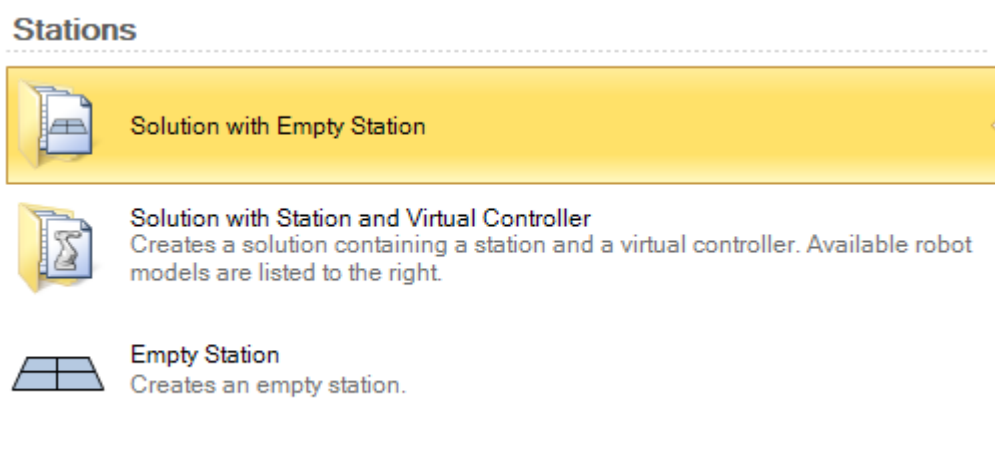 Stations
Solution with Empty Station
Solution with Station and Virtual Controller
Creates a solution containing a station and a virtual controller. Available robot
models are listed to the right.
Empty Station
Creates an empty station.